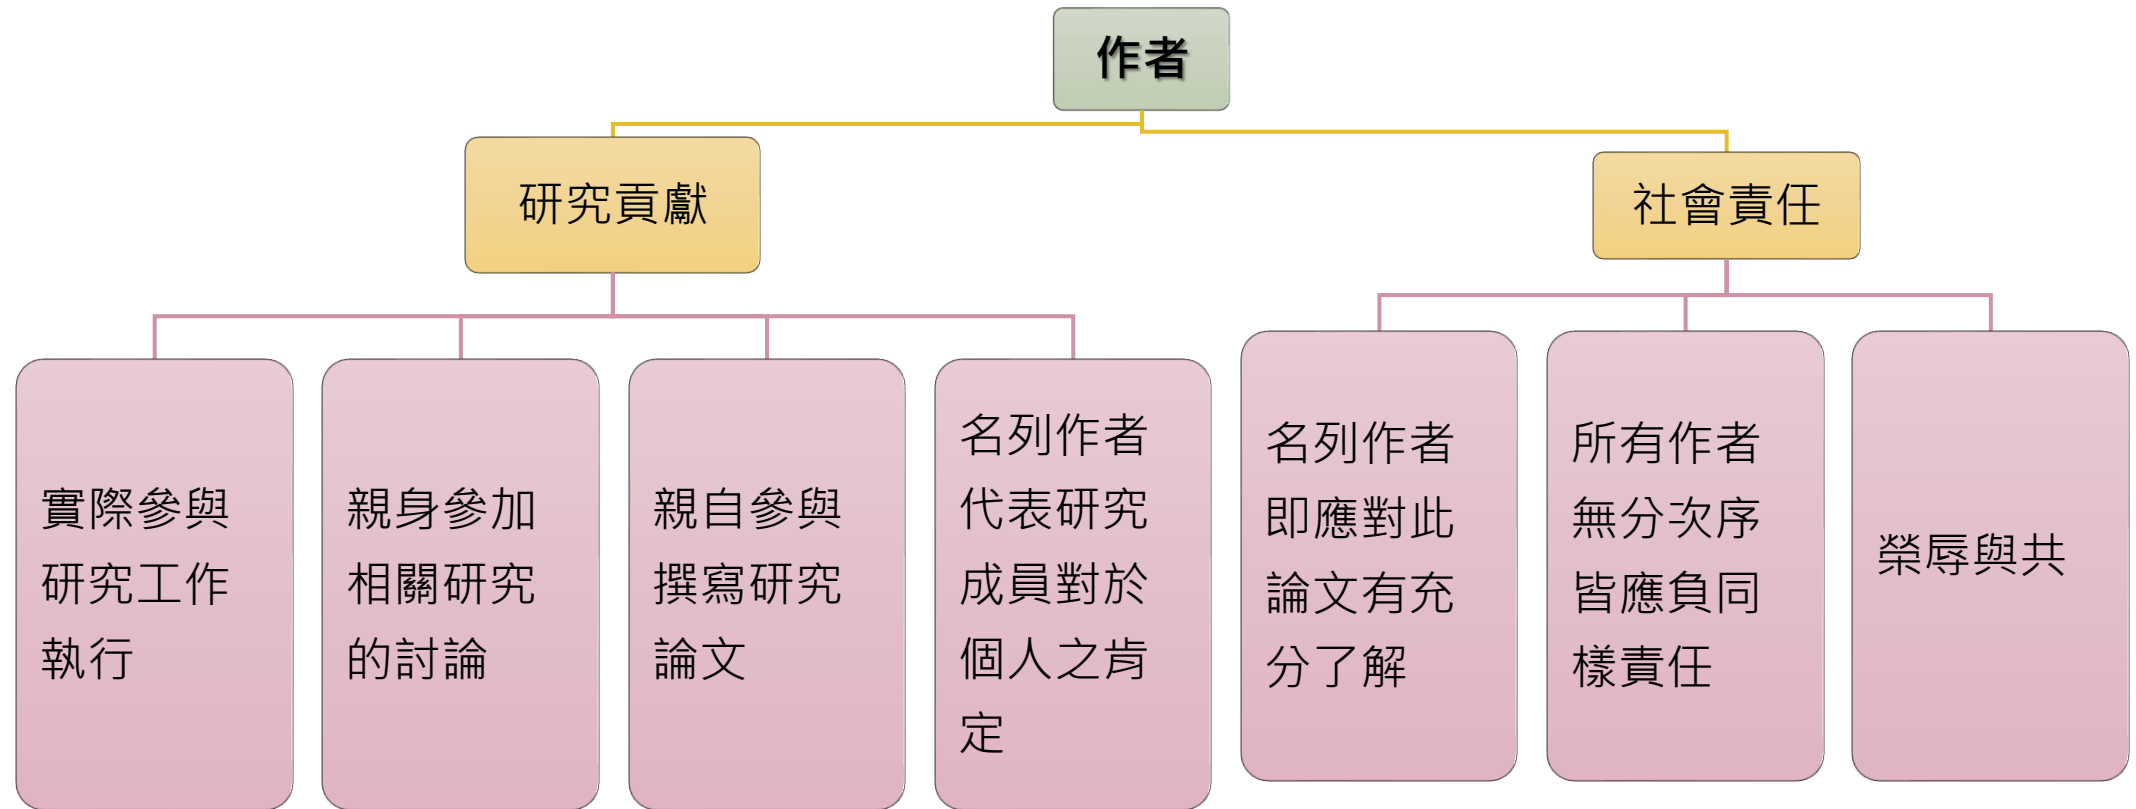 作者
研究貢獻
社會責任
實際參與
研究工作
執行
親身參加
相關研究
的討論
親自參與
撰寫研究
論文
名列作者
代表研究
成員對於
個人之肯
定
名列作者
即應對此
論文有充
分了解
所有作者
無分次序
皆應負同
樣責任
榮辱與共